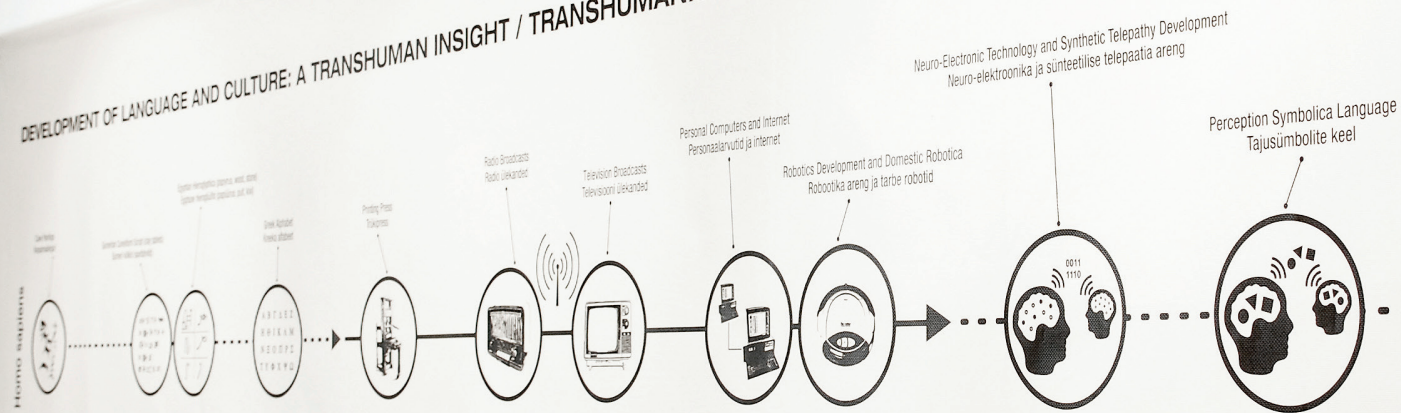 DEVELOPMENT OF LANGUAGE AND CULTURE: A TRANSHUMAN INSIGHT / TRANSHUMAN
Homo sapiens
Greek Alphabet
Kreeka alfabeet
Printing Press
Trükipress
Radio Broadcasts
Radio ülekanded
Television Broadcasts
Televisiooni ülekanded
Personal Computers and Internet
Personaalarvutid ja internet
Robotics Development and Domestic Robotica
Robootika areng ja tarbe robotid
Neuro-Electronic Technology and Synthetic Telepathy Development
Neuro-elektroonika ja sünteetilise telepaatia areng
0011
1110
Perception Symbolica Language
Tajusümbolite keel